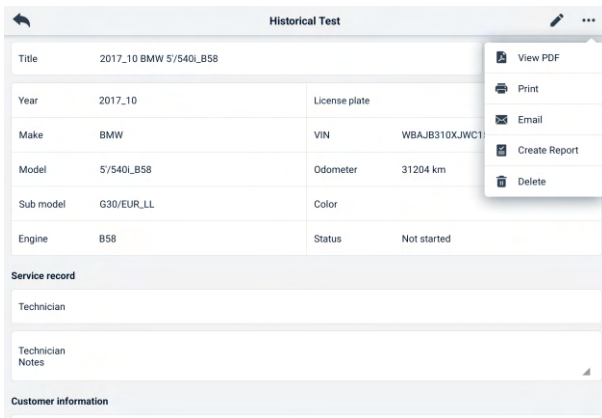 Historical Test
Title 2017_10 BMW 5'/540i_B58
View PDF
Print
Email
Create Report
Delete
Year 2017_10 License plate
Make BMW VIN
Model 5'/540i_B58 Odometer 31204 km
Sub model G30/EUR_LL Color
Engine B58 Status Not started
Service record
Technician
Technician
Notes
Customer information